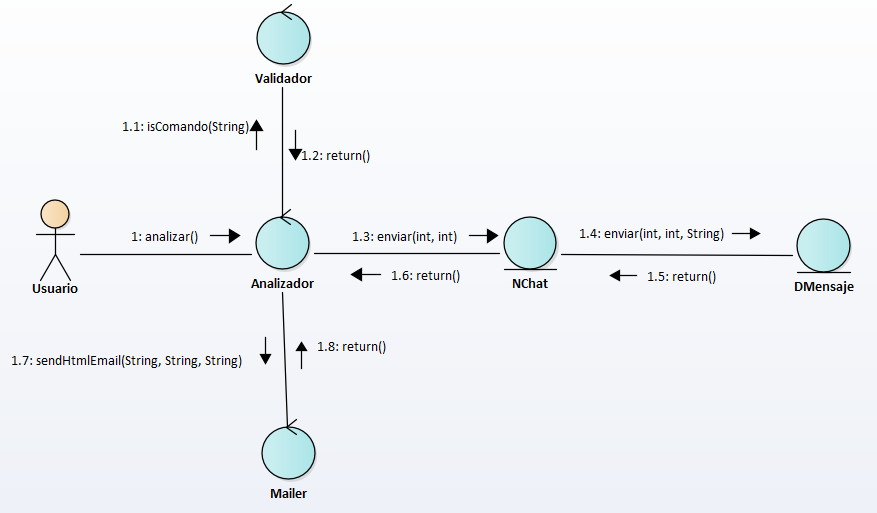 Validador
1.1: isComando(String)
1.2: return()
1: analizar()
1.3: enviar(int, int)
1.4: enviar(int, int, String)
1.6: return()
1.5: return()
Usuario
Analizador
NChat
DMensaje
1.8: return()
1.7: sendHtmlEmail(String, String, String)
Mailer